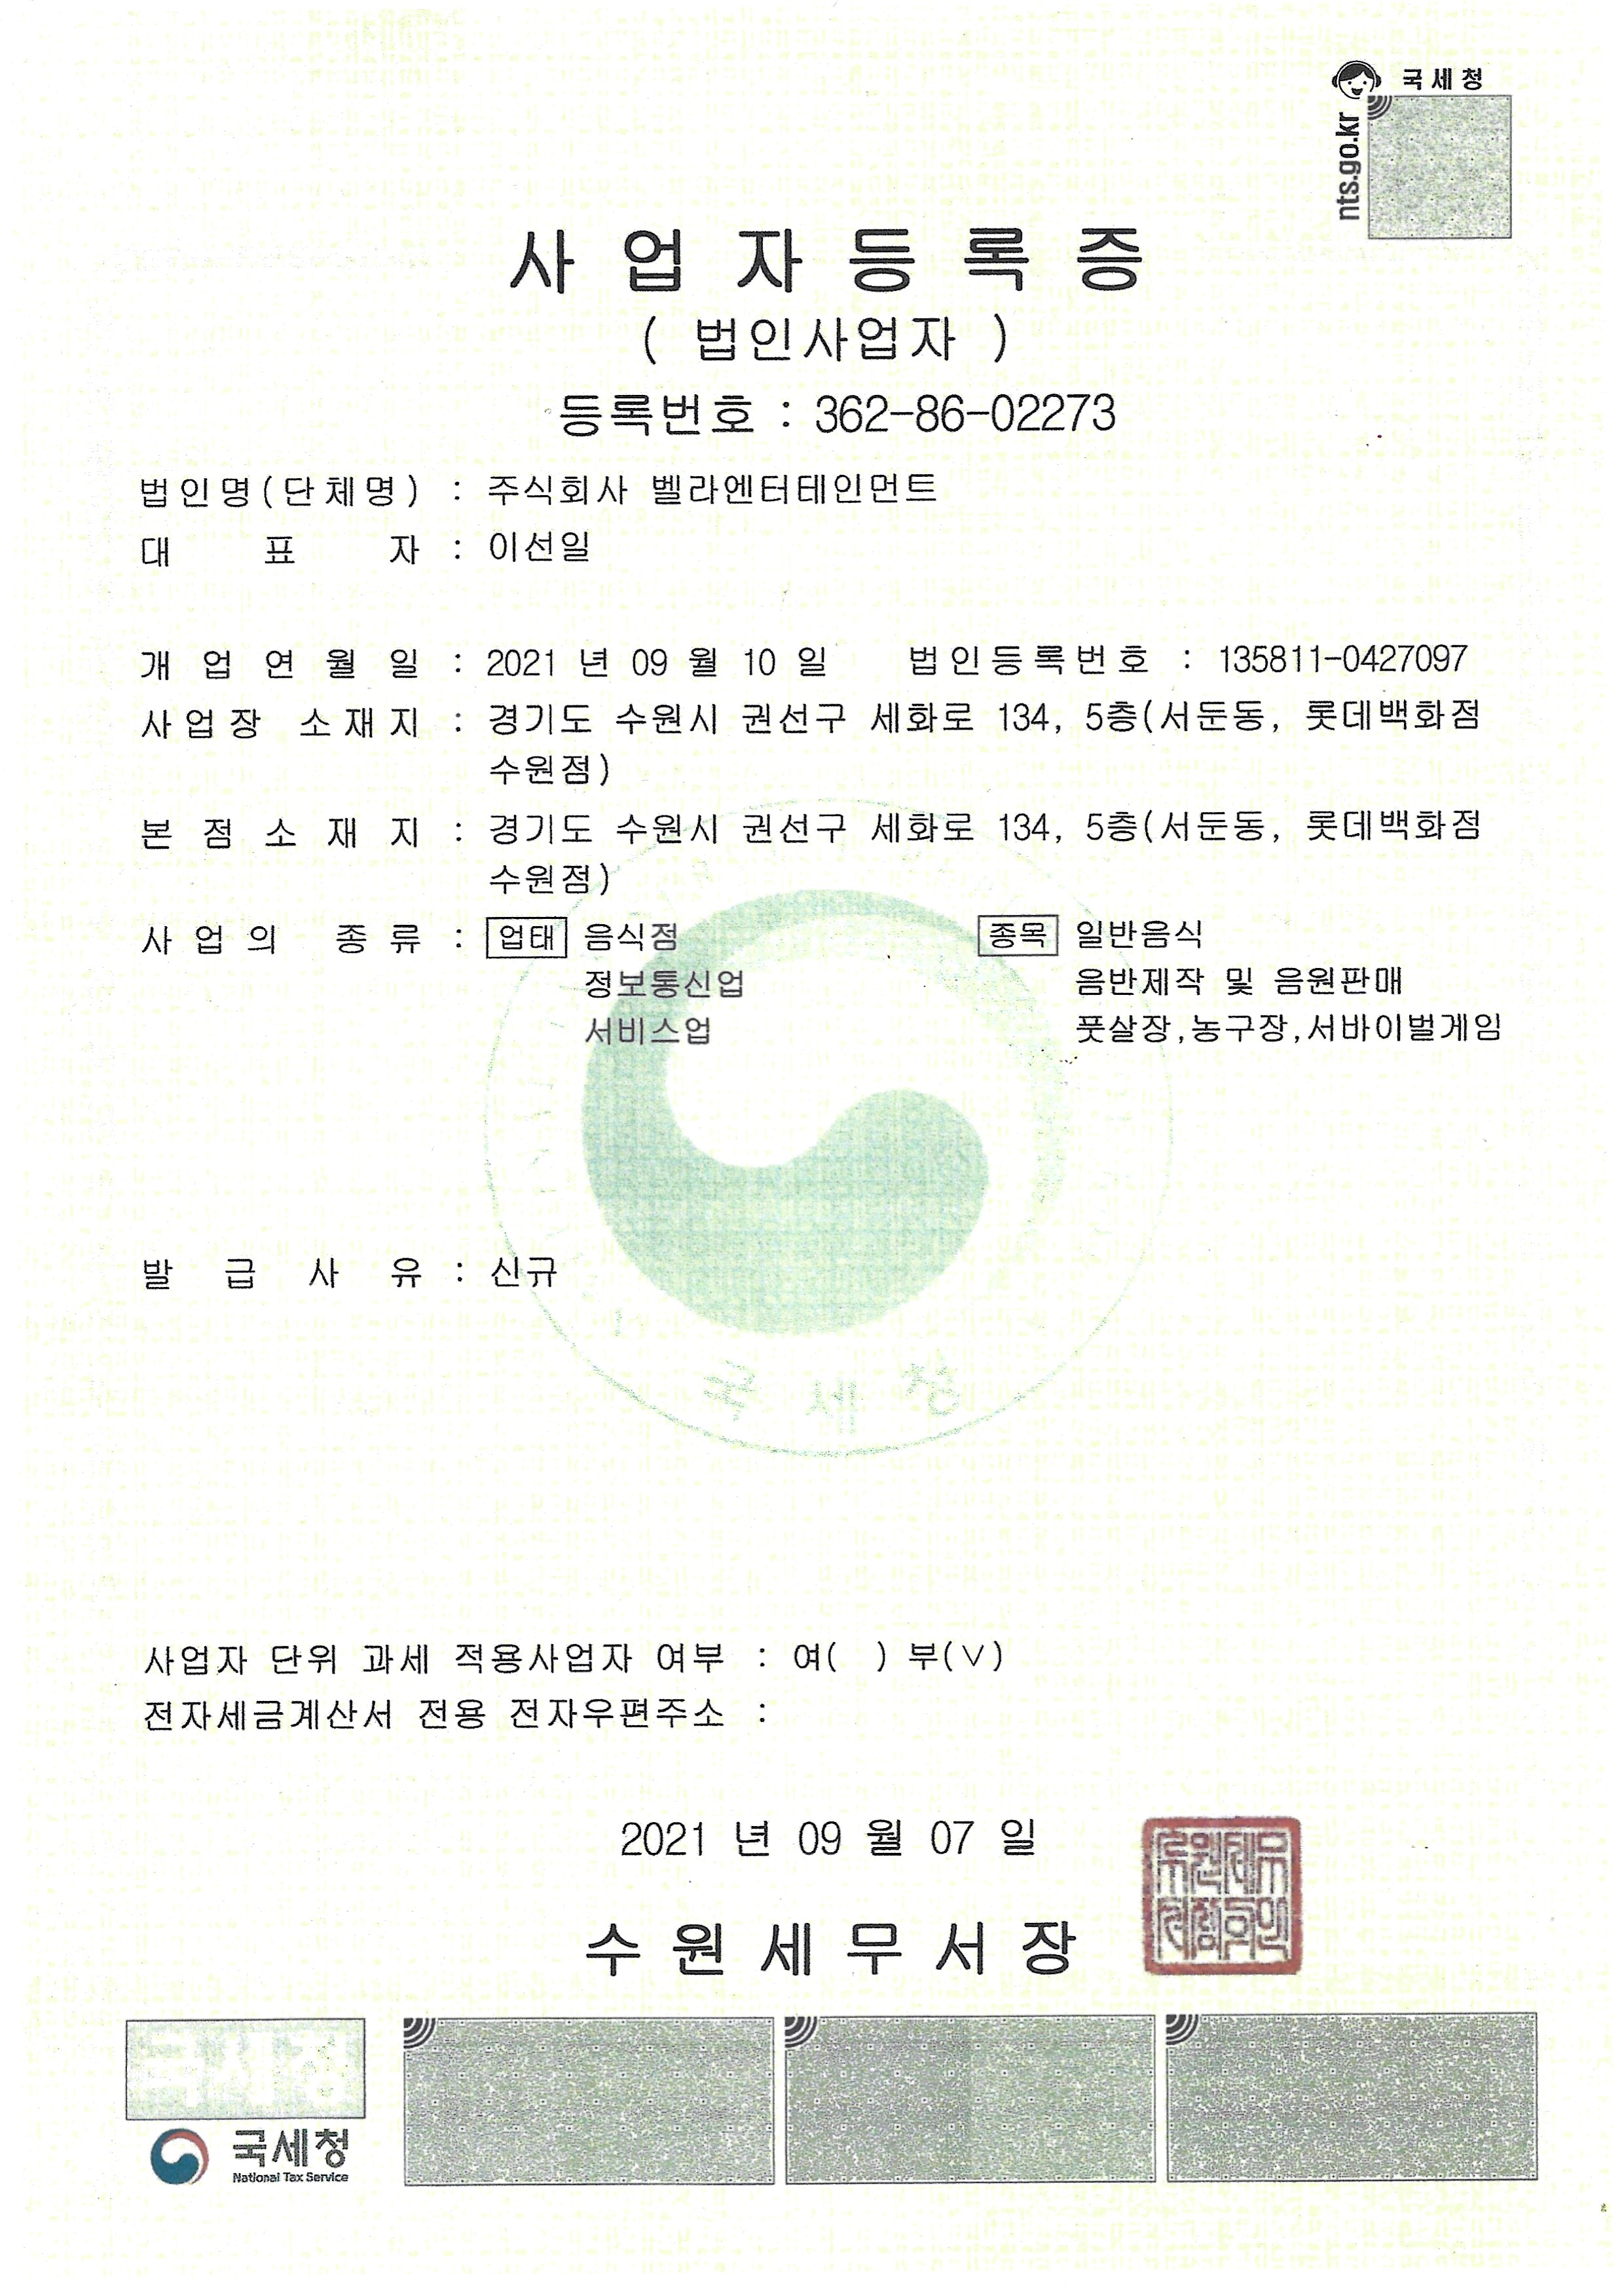 국세청
nts.go.kr
사업자등록증
( 법인사업자 )
등록번호 : 362-86-02273
법인명(단체명) : 주식회사 벨라엔터테인먼트
대 표 자 : 이선일
개 업 연 월 일 : 2021 년 09 월 10 일 법인등록번호 : 135811-0427097
사업장 소재지 : 경기도 수원시 권선구 세화로 134, 5층(서둔동, 롯데백화점
수원점)
본 점 소 재 지 : 경기도 수원시 권선구 세화로 134, 5층(서둔동, 롯데백화점
수원점)
사 업 의 종 류 : 업태 음식점 종목 일반음식
정보통신업 음반제작 및 음원판매
서비스업 풋살장,농구장,서바이벌게임
발 급 사 유 : 신규
국세청
사업자 단위 과세 적용사업자 여부 : 여( ) 부(∨)
전자세금계산서 전용 전자우편주소 :
2021 년 09 월 07 일
수원세무서장
국세청
National Tax Service